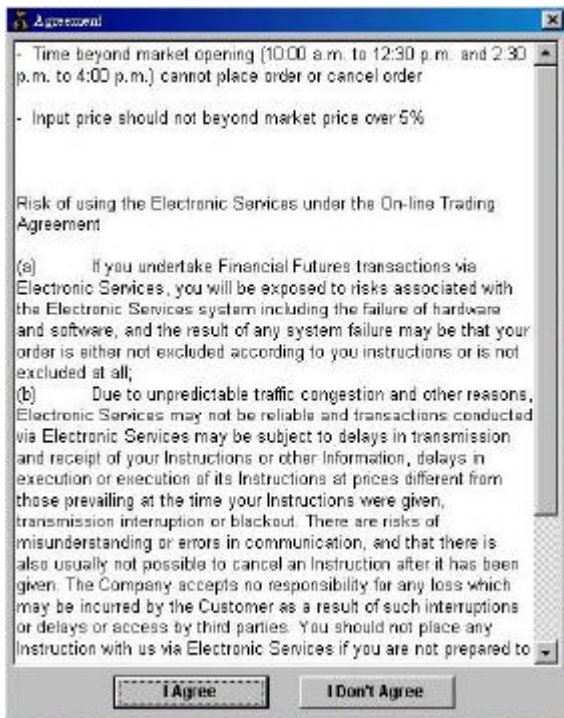 Agreement
- Time beyond market opening (10:00 a.m. to 12:30 p.m. and 2:30
p.m. to 4:00 p.m.) cannot place order or cancel order
- Input price should not beyond market price over 5%
Risk of using the Electronic Services under the On-line Trading
Agreement
(a) If you undertake Financial Futures transactions via
Electronic Services, you will be exposed to risks associated with
the Electronic Services system including the failure of hardware
and software, and the result of any system failure may be that your
order is either not excluded according to you instructions or is not
excluded at all;
(b) Due to unpredictable traffic congestion and other reasons,
Electronic Services may not be reliable and transactions conducted
via Electronic Services may be subject to delays in transmission
and receipt of your Instructions or other Information, delays in
execution or execution of its Instructions at prices different from
those prevailing at the time your Instructions were given,
transmission interruption or blackout. There are risks of
misunderstanding or errors in communication, and that there is
also usually not possible to cancel an Instruction after it has been
given. The Company accepts no responsibility for any loss which
may be incurred by the Customer as a result of such interruptions
or delays or access by third parties. You should not place any
Instruction with us via Electronic Services if you are not prepared to
I Agree
I Don't Agree